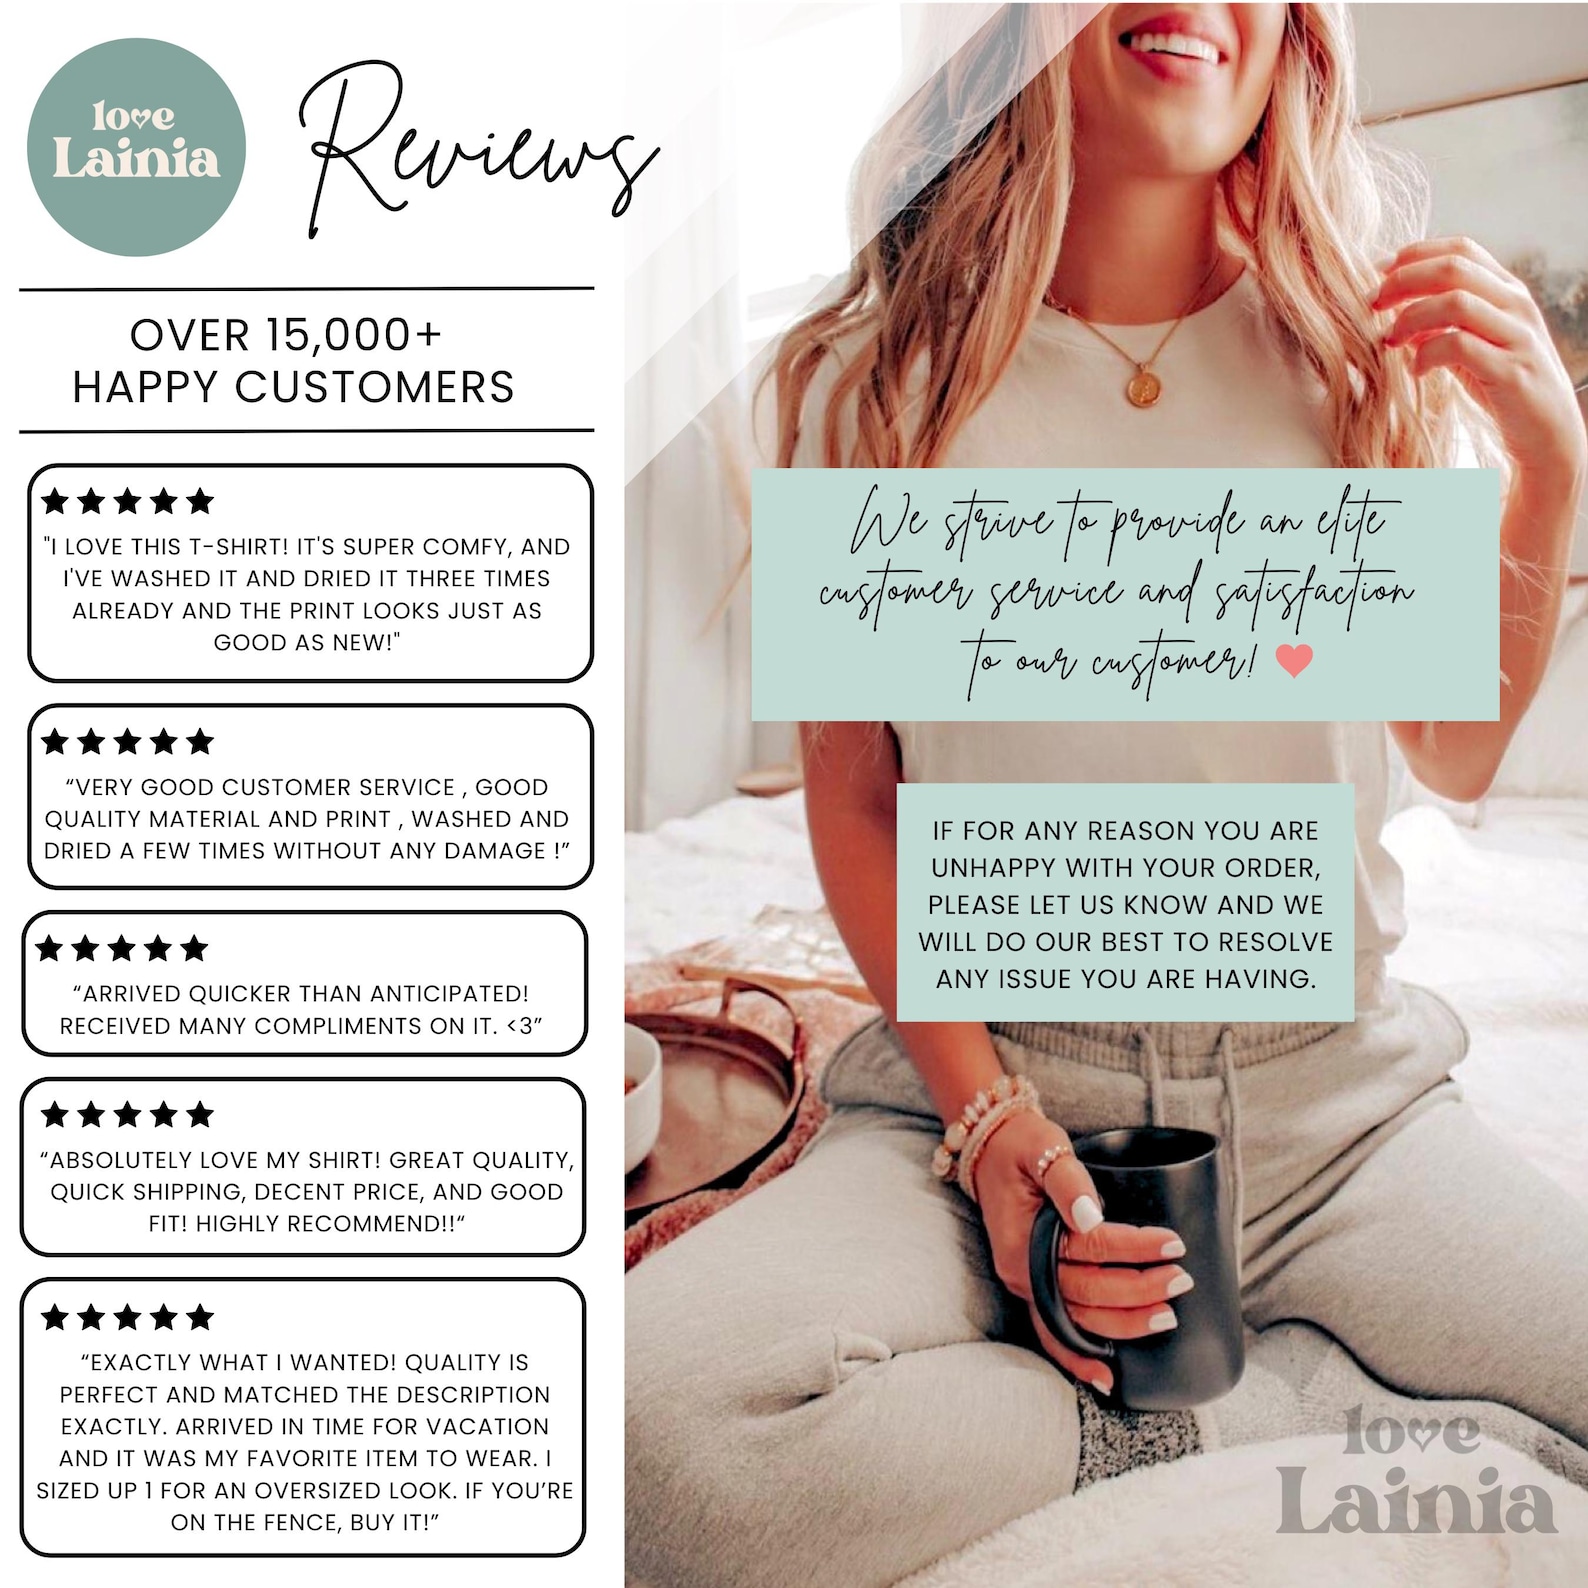 love
Lainia
Reviews
OVER 15,000+
HAPPY CUSTOMERS
"I LOVE THIS T-SHIRT! IT'S SUPER COMFY, AND
I'VE WASHED IT AND DRIED IT THREE TIMES
ALREADY AND THE PRINT LOOKS JUST AS
GOOD AS NEW!"
“VERY GOOD CUSTOMER SERVICE , GOOD
QUALITY MATERIAL AND PRINT , WASHED AND
DRIED A FEW TIMES WITHOUT ANY DAMAGE !”
“ARRIVED QUICKER THAN ANTICIPATED!
RECEIVED MANY COMPLIMENTS ON IT. <3”
“ABSOLUTELY LOVE MY SHIRT! GREAT QUALITY,
QUICK SHIPPING, DECENT PRICE, AND GOOD
FIT! HIGHLY RECOMMEND!!“
“EXACTLY WHAT I WANTED! QUALITY IS
PERFECT AND MATCHED THE DESCRIPTION
EXACTLY. ARRIVED IN TIME FOR VACATION
AND IT WAS MY FAVORITE ITEM TO WEAR. I
SIZED UP 1 FOR AN OVERSIZED LOOK. IF YOU’RE
ON THE FENCE, BUY IT!”
We strive to provide an elite
customer service and satisfaction
to our customer!
IF FOR ANY REASON YOU ARE
UNHAPPY WITH YOUR ORDER,
PLEASE LET US KNOW AND WE
WILL DO OUR BEST TO RESOLVE
ANY ISSUE YOU ARE HAVING.
love
Lainia